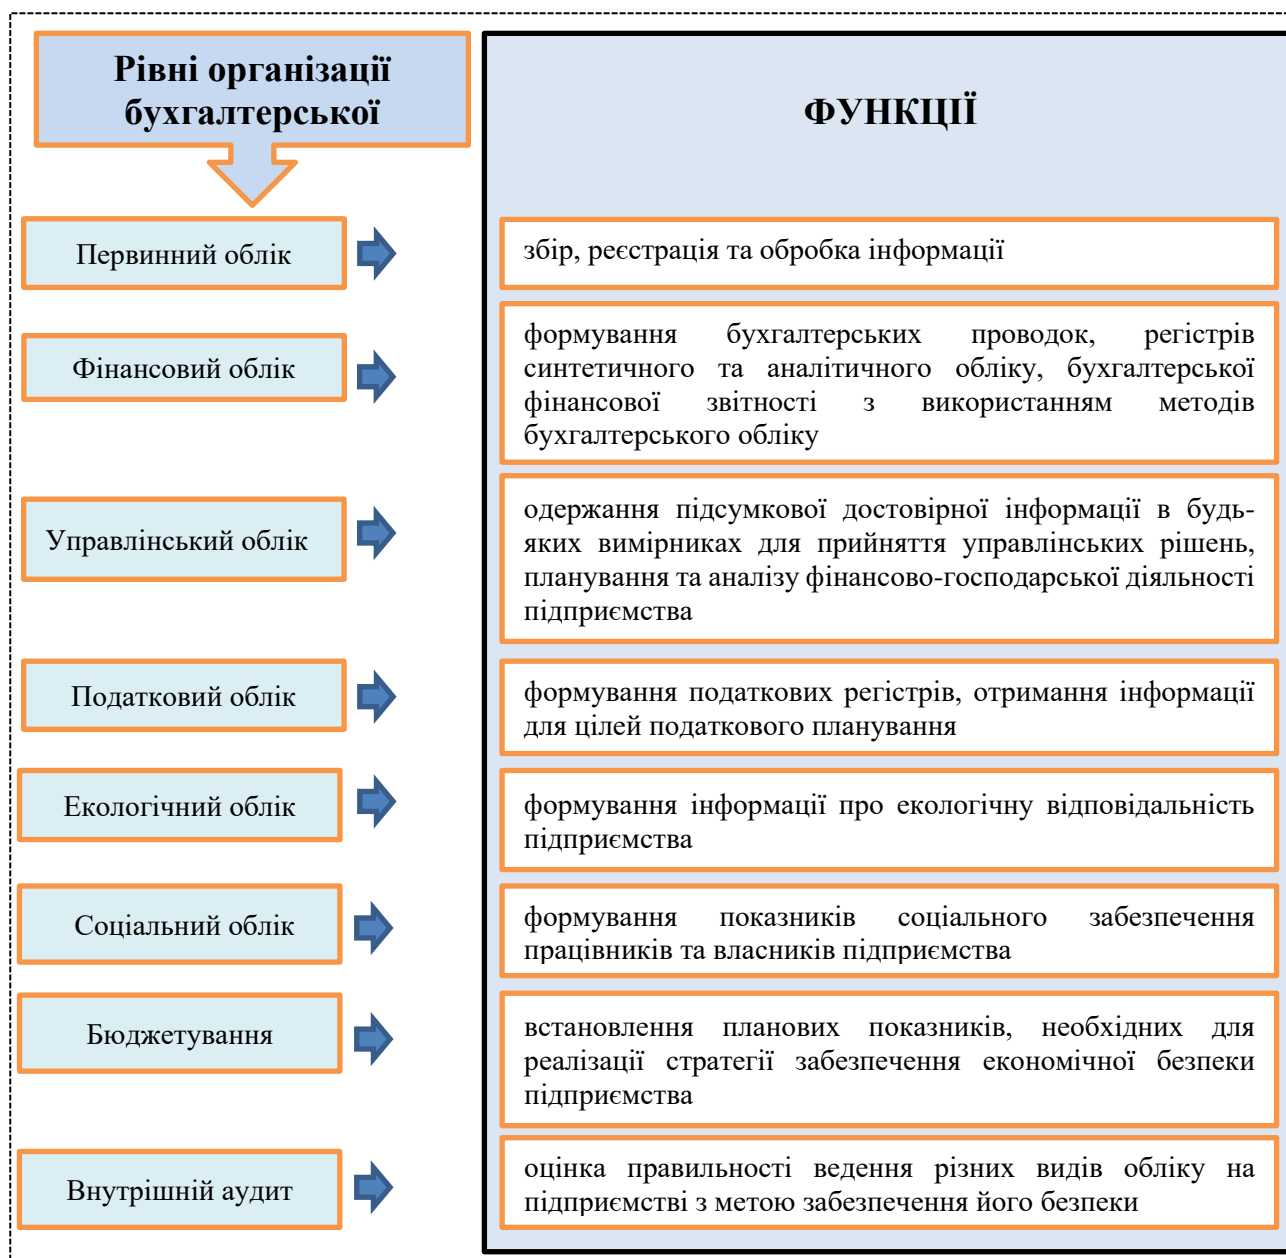 Рівні організації
бухгалтерської
ФУНКЦІЇ
Первинний облік
збір, реєстрація та обробка інформації
Фінансовий облік
формування бухгалтерських проводок, регістрів
синтетичного та аналітичного обліку, бухгалтерської
фінансової звітності з використанням методів
бухгалтерського обліку
Управлінський облік
одержання підсумкової достовірної інформації в будь-
яких вимірниках для прийняття управлінських рішень,
планування та аналізу фінансово-господарської діяльності
підприємства
Податковий облік
формування податкових регістрів, отримання інформації
для цілей податкового планування
Екологічний облік
формування інформації про екологічну відповідальність
підприємства
Соціальний облік
формування показників соціального забезпечення
працівників та власників підприємства
Бюджетування
встановлення планових показників, необхідних для
реалізації стратегії забезпечення економічної безпеки
підприємства
Внутрішній аудит
оцінка правильності ведення різних видів обліку на
підприємстві з метою забезпечення його безпеки